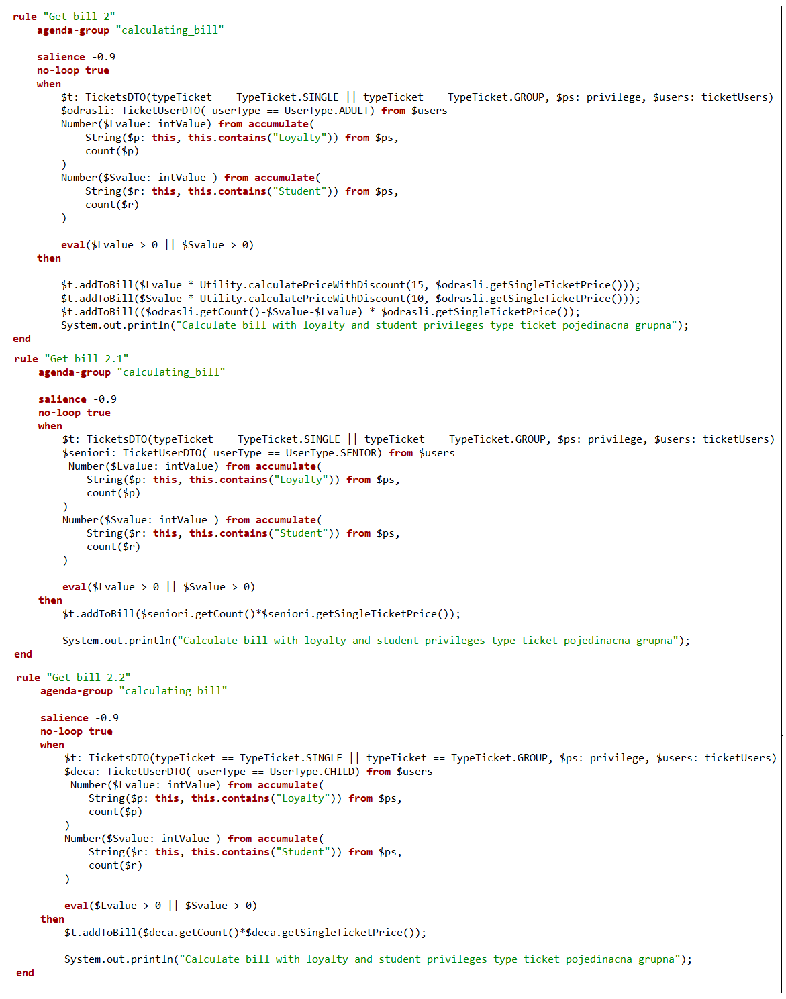 rule "Get bill 2"
    agenda-group "calculating_bill"

    salience -0.9
    no-loop true
    when
        $t: TicketsDTO(typeTicket == TypeTicket.SINGLE || typeTicket == TypeTicket.GROUP, $ps: privilege, $users: ticketUsers)
        $odrasli: TicketUserDTO( userType == UserType.ADULT) from $users
        Number($Lvalue: intValue) from accumulate(
            String($p: this, this.contains("Loyalty")) from $ps,
            count($p)
        )
        Number($Svalue: intValue ) from accumulate(
            String($r: this, this.contains("Student")) from $ps,
            count($r)
        )

        eval($Lvalue > 0 || $Svalue > 0)
    then

        $t.addToBill($Lvalue * Utility.calculatePriceWithDiscount(15, $odrasli.getSingleTicketPrice()));
        $t.addToBill($Svalue * Utility.calculatePriceWithDiscount(10, $odrasli.getSingleTicketPrice()));
        $t.addToBill(($odrasli.getCount()-$Svalue-$Lvalue) * $odrasli.getSingleTicketPrice());
        System.out.println("Calculate bill with loyalty and student privileges type ticket pojedinacna grupna");
end
rule "Get bill 2.1"
    agenda-group "calculating_bill"

    salience -0.9
    no-loop true
    when
        $t: TicketsDTO(typeTicket == TypeTicket.SINGLE || typeTicket == TypeTicket.GROUP, $ps: privilege, $users: ticketUsers)
        $seniori: TicketUserDTO( userType == UserType.SENIOR) from $users
         Number($Lvalue: intValue) from accumulate(
            String($p: this, this.contains("Loyalty")) from $ps,
            count($p)
        )
        Number($Svalue: intValue ) from accumulate(
            String($r: this, this.contains("Student")) from $ps,
            count($r)
        )

        eval($Lvalue > 0 || $Svalue > 0)
    then
        $t.addToBill($seniori.getCount()*$seniori.getSingleTicketPrice());

        System.out.println("Calculate bill with loyalty and student privileges type ticket pojedinacna grupna");
end
rule "Get bill 2.2"
    agenda-group "calculating_bill"

    salience -0.9
    no-loop true
    when
        $t: TicketsDTO(typeTicket == TypeTicket.SINGLE || typeTicket == TypeTicket.GROUP, $ps: privilege, $users: ticketUsers)
        $deca: TicketUserDTO( userType == UserType.CHILD) from $users
         Number($Lvalue: intValue) from accumulate(
            String($p: this, this.contains("Loyalty")) from $ps,
            count($p)
        )
        Number($Svalue: intValue ) from accumulate(
            String($r: this, this.contains("Student")) from $ps,
            count($r)
        )

        eval($Lvalue > 0 || $Svalue > 0)
    then
        $t.addToBill($deca.getCount()*$deca.getSingleTicketPrice());

        System.out.println("Calculate bill with loyalty and student privileges type ticket pojedinacna grupna");
end